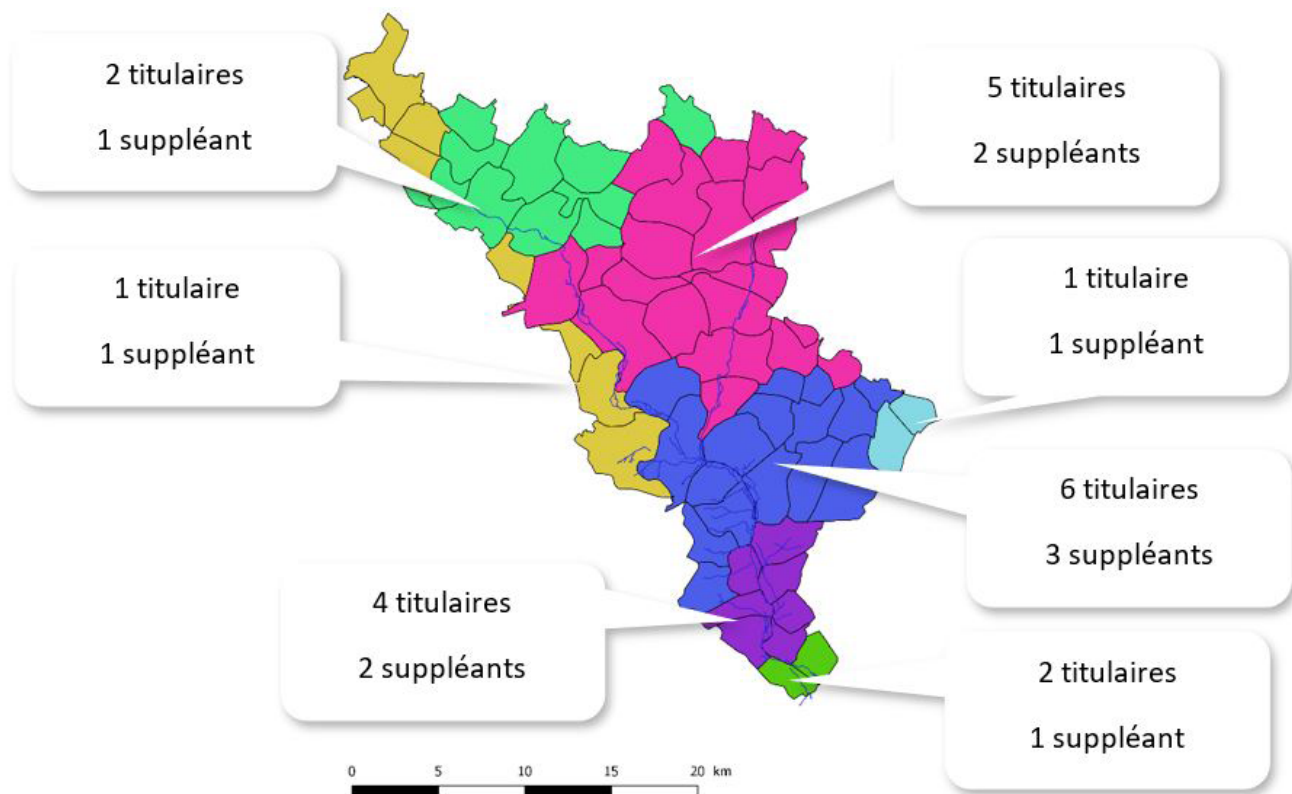 2 titulaires
1 suppléant
5 titulaires
2 suppléants
1 titulaire
1 suppléant
1 titulaire
1 suppléant
6 titulaires
3 suppléants
4 titulaires
2 suppléants
2 titulaires
1 suppléant
0 5 10 15 20 km